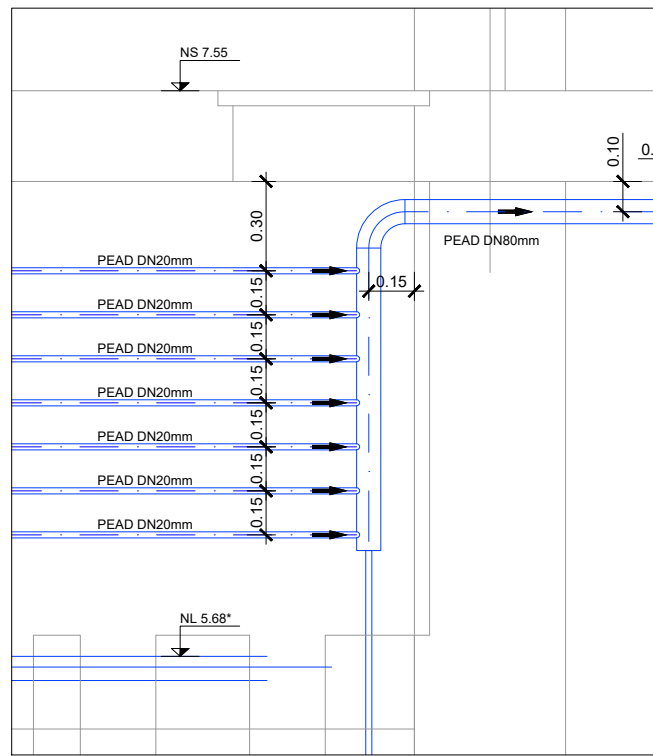 NS 7.55
0.10
0.
0.30
PEAD DN80mm
PEAD DN20mm
0.15
0.15
PEAD DN20mm
0.15
PEAD DN20mm
0.15
PEAD DN20mm
0.15
PEAD DN20mm
0.15
PEAD DN20mm
0.15
PEAD DN20mm
NL 5.68*